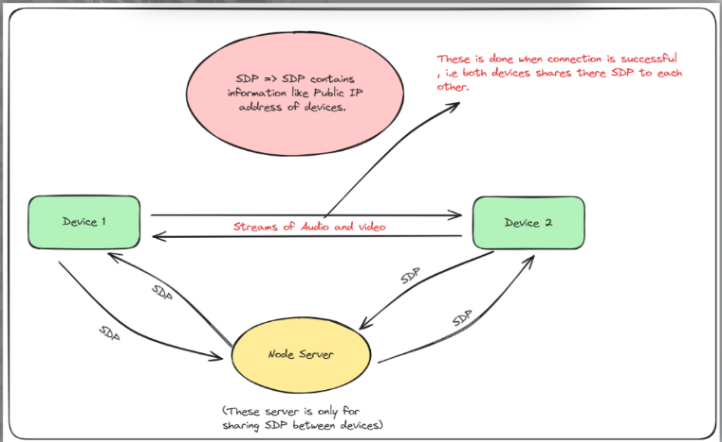 SDP => SDP contains
information like Public IP
address of devices.
These is done when connection is successful
, i.e both devices shares there SDP to each
other.
Device 1
Streams of Audio and video
Device 2
SDP
SDP
SDP
SDP
Node Server
(These server is only for
sharing SDP between devices)